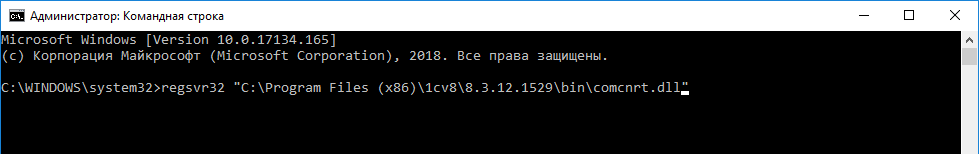 Администратор: Командная строка
Microsoft Windows [Version 10.0.17134.165]
(c) Корпорация Майкрософт (Microsoft Corporation), 2018. Все права защищены.
C:\WINDOWS\system32>regsvr32 "C:\Program Files (x86)\1cv8\8.3.12.1529\bin\comcnrt.dll"